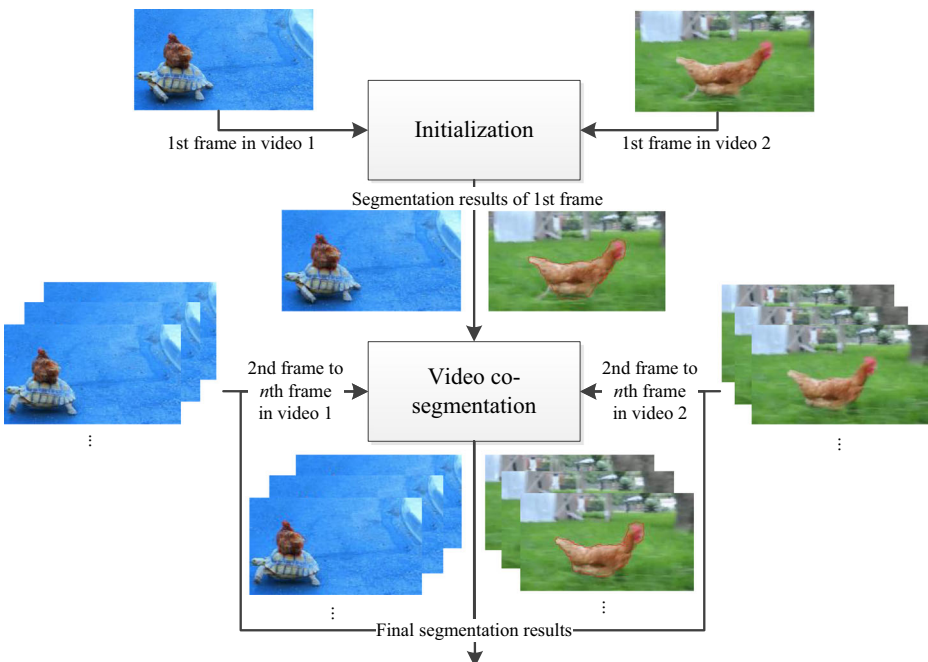 Initialization
1st frame in video 1
1st frame in video 2
Segmentation results of 1st frame
2nd frame to
nth frame
in video 1
Video co-
segmentation
2nd frame to
nth frame
in video 2
Final segmentation results